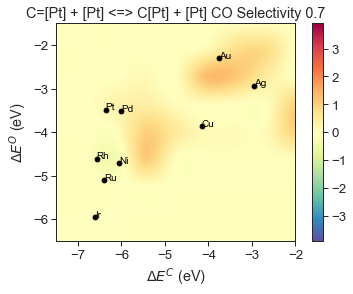 C=[Pt] + [Pt] <=> C[Pt] + [Pt] CO Selectivity 0.7
ΔE^O (eV)
−2
−3
−4
−5
−6
Au
Ag
Pt
Pd
Cu
Rh
Ni
Ru
Ir
3
2
1
0
−1
−2
−3
−7
−6
−5
−4
−3
−2
ΔE^C (eV)